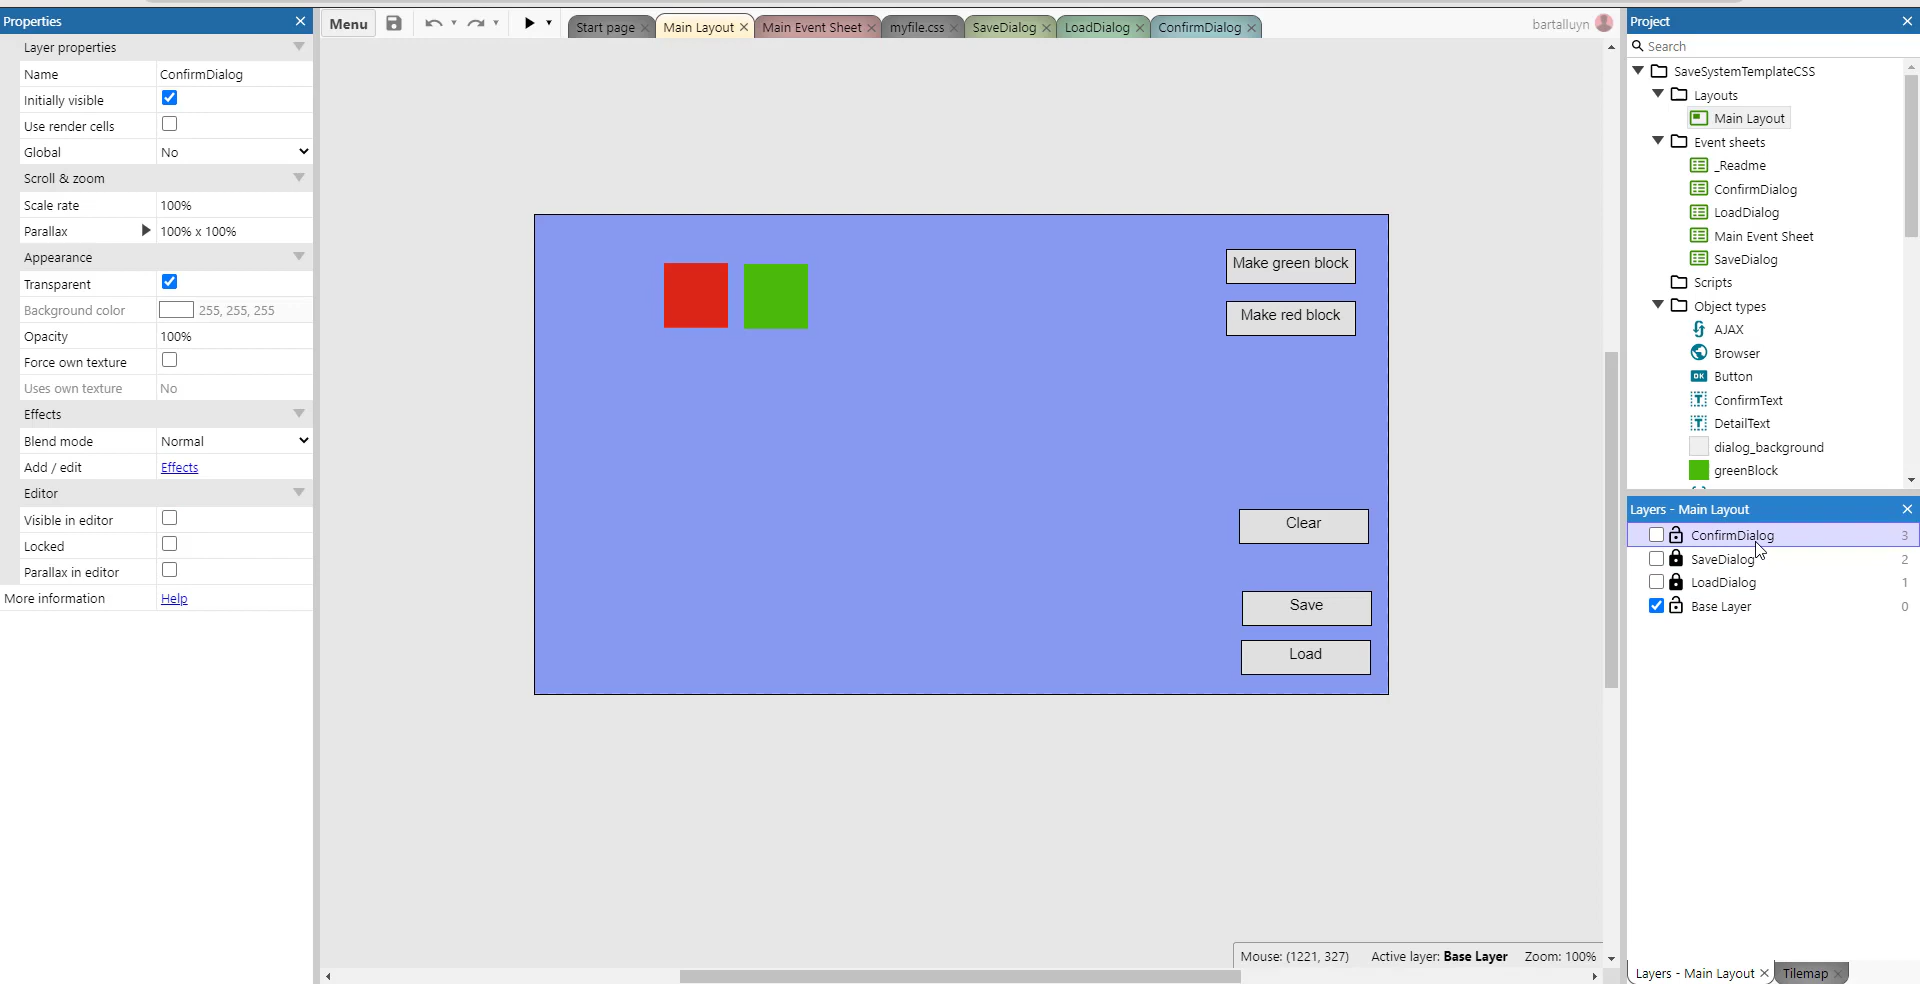 Properties
Layer properties
Name ConfirmDialog
Initially visible
Use render cells
Global No
Scroll & zoom
Scale rate 100%
Parallax 100% x 100%
Appearance
Transparent
Background color 255, 255, 255
Opacity 100%
Force own texture
Uses own texture No
Effects
Blend mode Normal
Add / edit Effects
Editor
Visible in editor
Locked
Parallax in editor
More information Help
Menu
Start page Main Layout Main Event Sheet myfile.css SaveDialog LoadDialog ConfirmDialog
bartalluyn
Make green block
Make red block
Clear
Save
Load
Mouse: (1221, 327) Active layer: Base Layer Zoom: 100%
Project
Search
SaveSystemTemplateCSS
Layouts
Main Layout
Event sheets
_Readme
ConfirmDialog
LoadDialog
Main Event Sheet
SaveDialog
Scripts
Object types
AJAX
Browser
OK Button
T ConfirmText
T DetailText
dialog_background
greenBlock
Layers - Main Layout
ConfirmDialog 3
SaveDialog 2
LoadDialog 1
Base Layer 0
Layers - Main Layout Tilemap